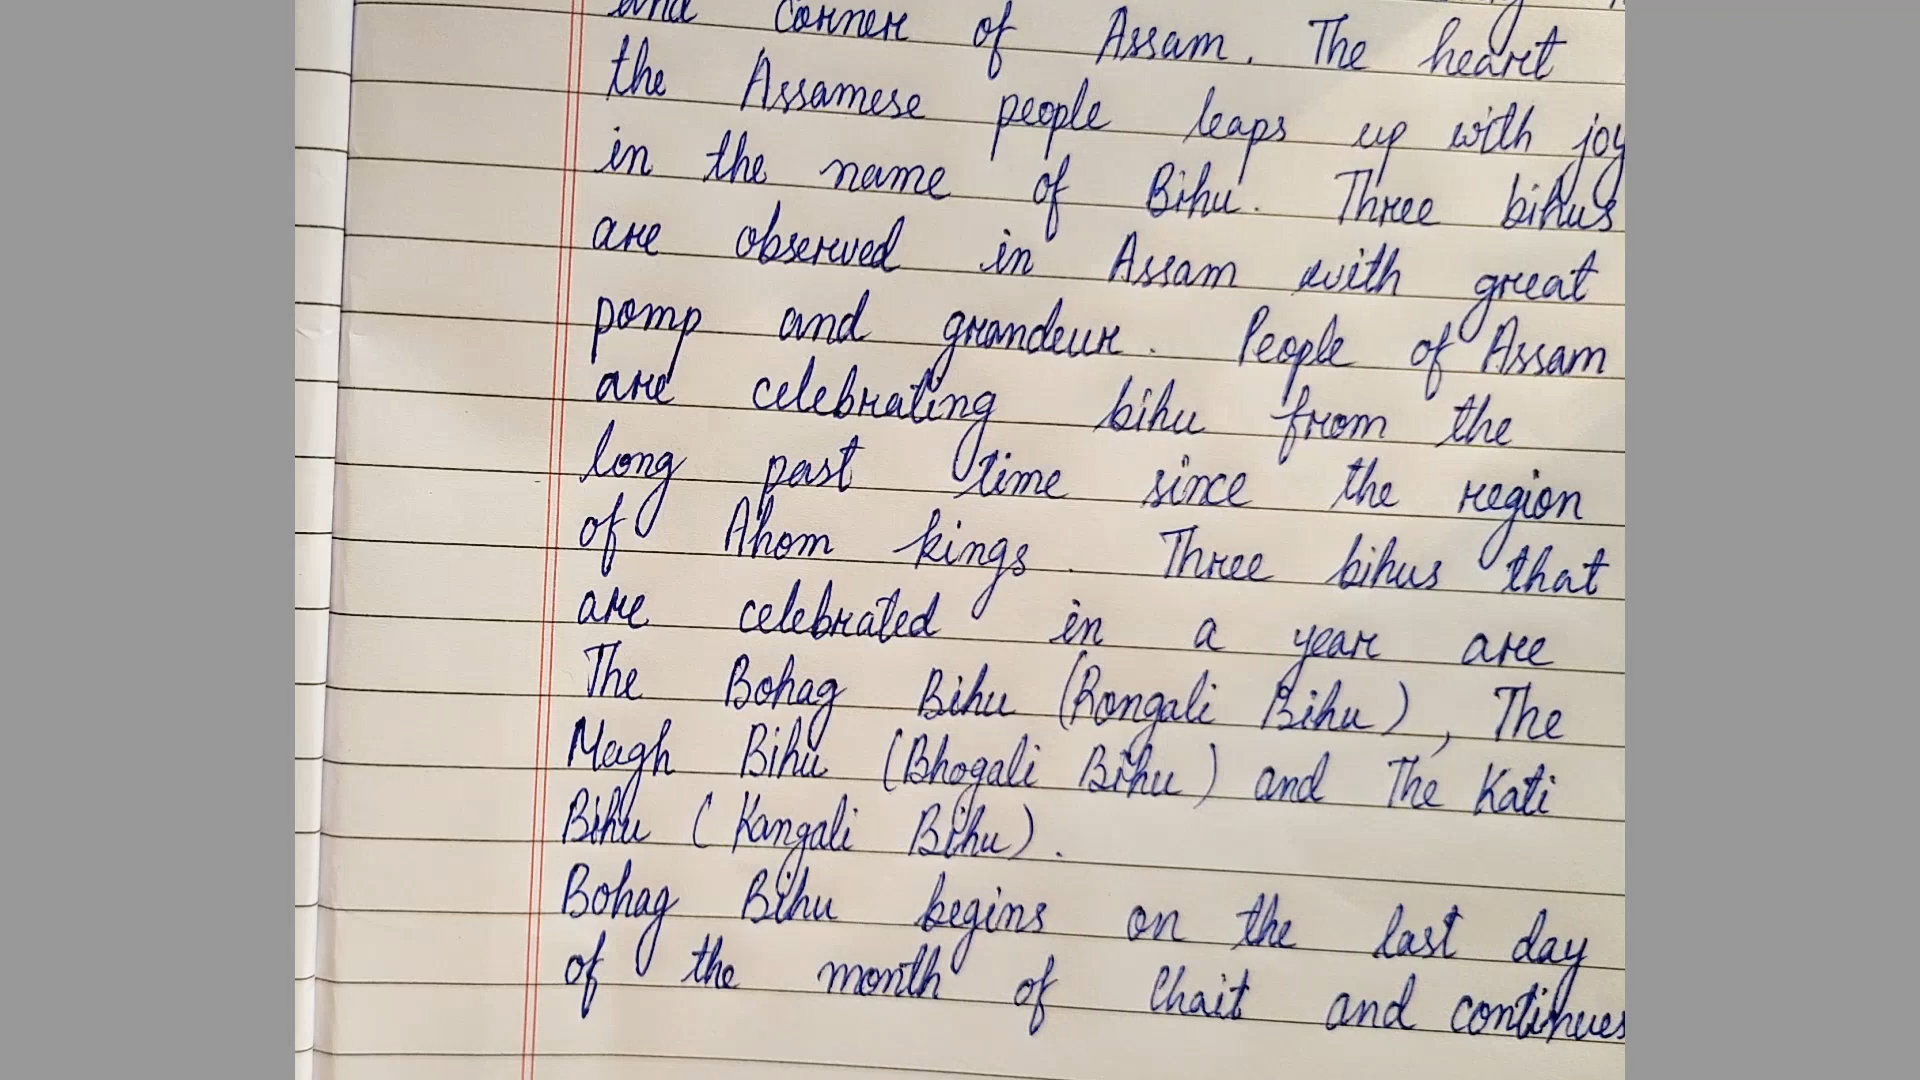 and corner of Assam. The heart
the Assamese people leaps up with joy
in the name of Bihu. Three bihus
are observed in Assam with great
pomp and grandeur. People of Assam
are celebrating bihu from the
long past time since the region
of Ahom kings. Three bihus that
are celebrated in a year are
The Bohag Bihu (Rongali Bihu), The
Magh Bihu (Bhogali Bihu) and The Kati
Bihu (Kangali Bihu).
Bohag Bihu begins on the last day
of the month of Chait and continues